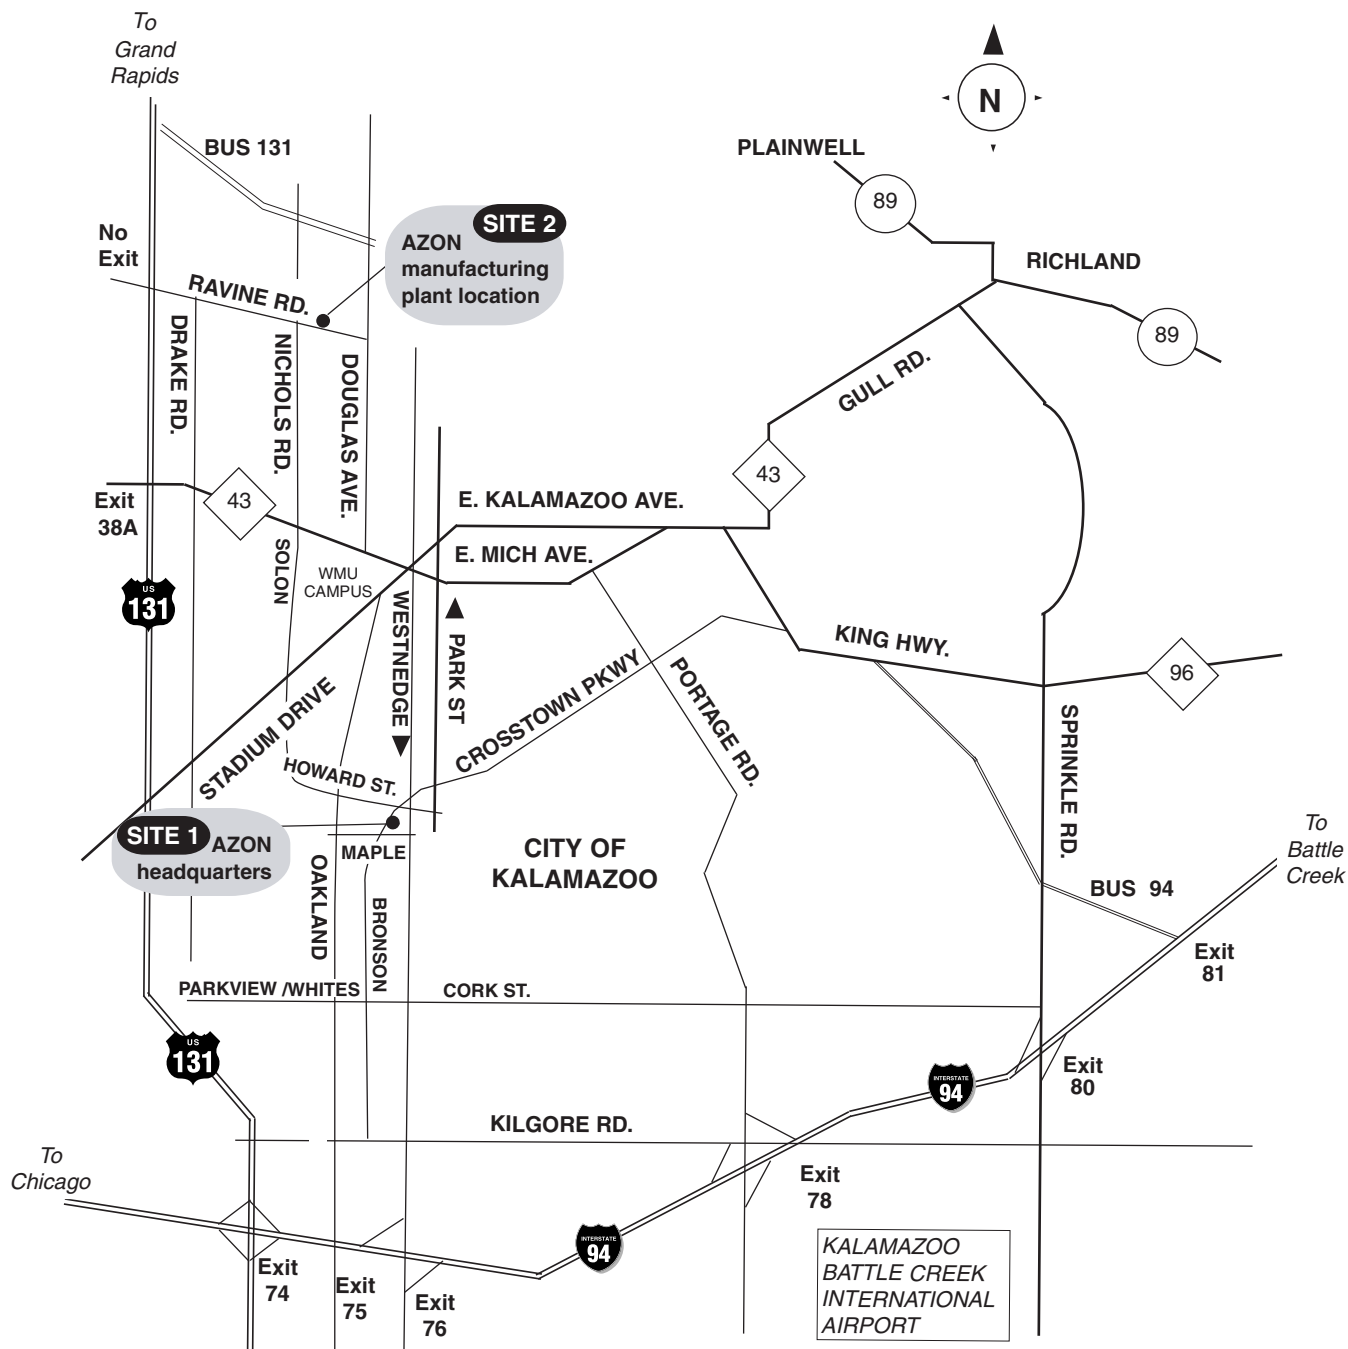 To
Grand
Rapids
N
BUS 131
PLAINWELL
89
SITE 2
AZON
manufacturing
plant location
No
Exit
RICHLAND
RAVINE RD.
89
DRAKE RD.
NICHOLS RD.
DOUGLAS AVE.
GULL RD.
43
43
Exit
38A
E. KALAMAZOO AVE.
E. MICH AVE.
SOLON
WMU
CAMPUS
US
131
WESTNEDGE
PARK ST
KING HWY.
96
CROSSTOWN PKWY
PORTAGE RD.
STADIUM DRIVE
HOWARD ST.
SPRINKLE RD.
SITE 1
AZON
headquarters
MAPLE
CITY OF
KALAMAZOO
To
Battle
Creek
OAKLAND
BRONSON
BUS 94
Exit
81
PARKVIEW /WHITES
CORK ST.
US
131
INTERSTATE
94
Exit
80
KILGORE RD.
To
Chicago
Exit
78
INTERSTATE
94
Exit
74
Exit
75
Exit
76
KALAMAZOO
BATTLE CREEK
INTERNATIONAL
AIRPORT